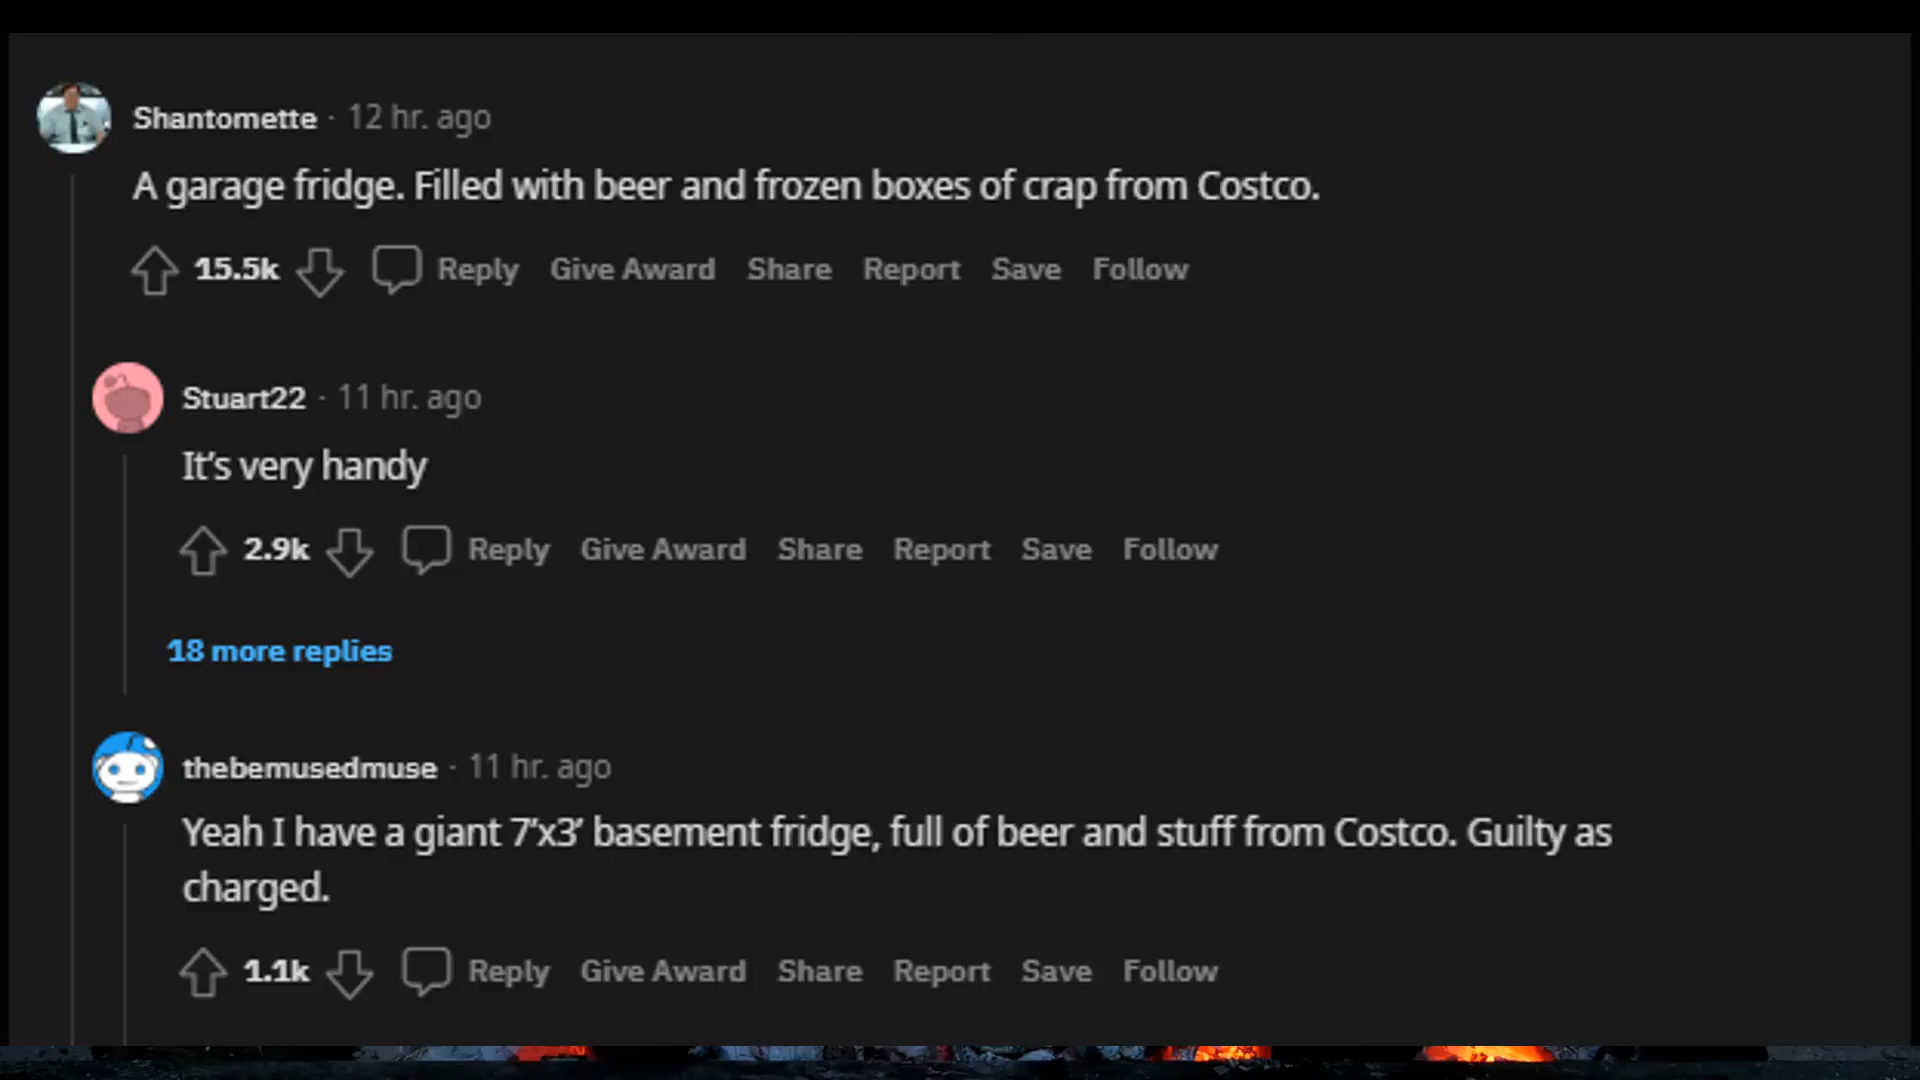 Shantomette · 12 hr. ago
A garage fridge. Filled with beer and frozen boxes of crap from Costco.
15.5k Reply Give Award Share Report Save Follow
Stuart22 · 11 hr. ago
It's very handy
2.9k Reply Give Award Share Report Save Follow
18 more replies
thebemusedmuse · 11 hr. ago
Yeah I have a giant 7'x3' basement fridge, full of beer and stuff from Costco. Guilty as
charged.
1.1k Reply Give Award Share Report Save Follow